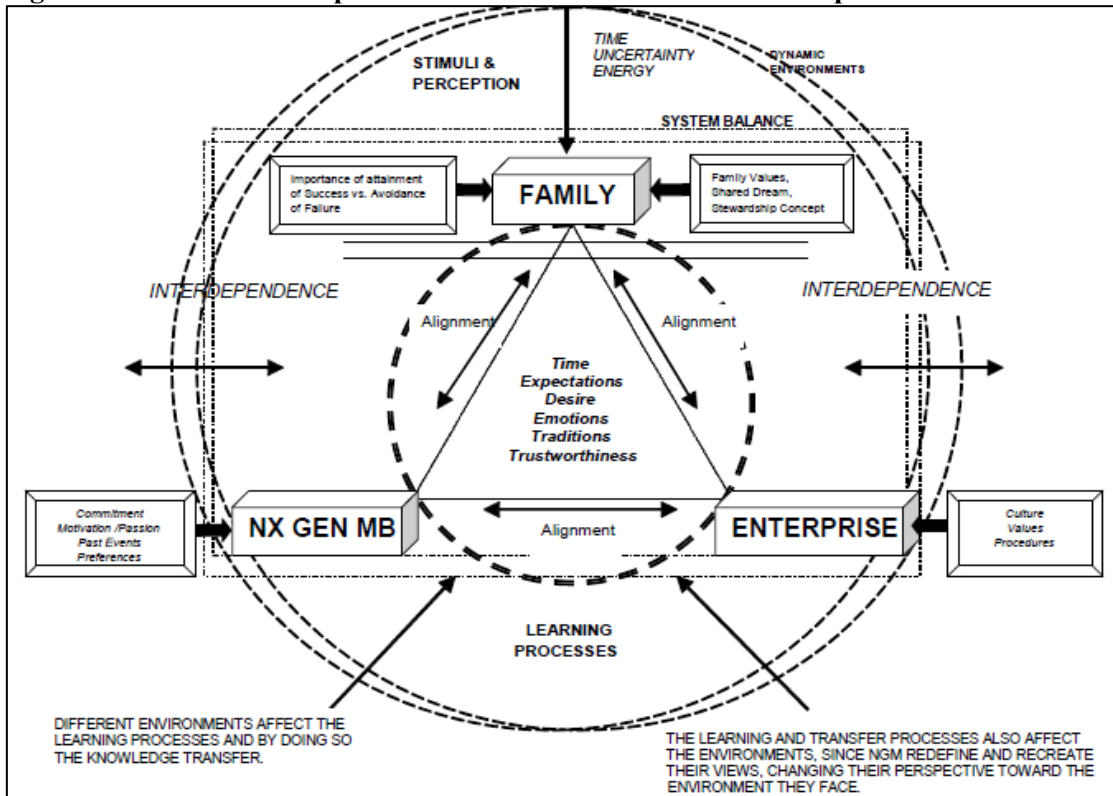 TIME
UNCERTAINTY
ENERGY
DYNAMIC
ENVIRONMENTS
STIMULI &
PERCEPTION
SYSTEM BALANCE
Importance of attainment
of Success vs. Avoidance
of Failure
FAMILY
Family Values,
Shared Dream,
Stewardship Concept
INTERDEPENDENCE
INTERDEPENDENCE
Alignment
Alignment
Time
Expectations
Desire
Emotions
Traditions
Trustworthiness
Commitment
Motivation /Passion
Past Events
Preferences
NX GEN MB
Alignment
ENTERPRISE
Culture
Values
Procedures
LEARNING
PROCESSES
DIFFERENT ENVIRONMENTS AFFECT THE
LEARNING PROCESSES AND BY DOING SO
THE KNOWLEDGE TRANSFER.
THE LEARNING AND TRANSFER PROCESSES ALSO AFFECT
THE ENVIRONMENTS, SINCE NGM REDEFINE AND RECREATE
THEIR VIEWS, CHANGING THEIR PERSPECTIVE TOWARD THE
ENVIRONMENT THEY FACE.